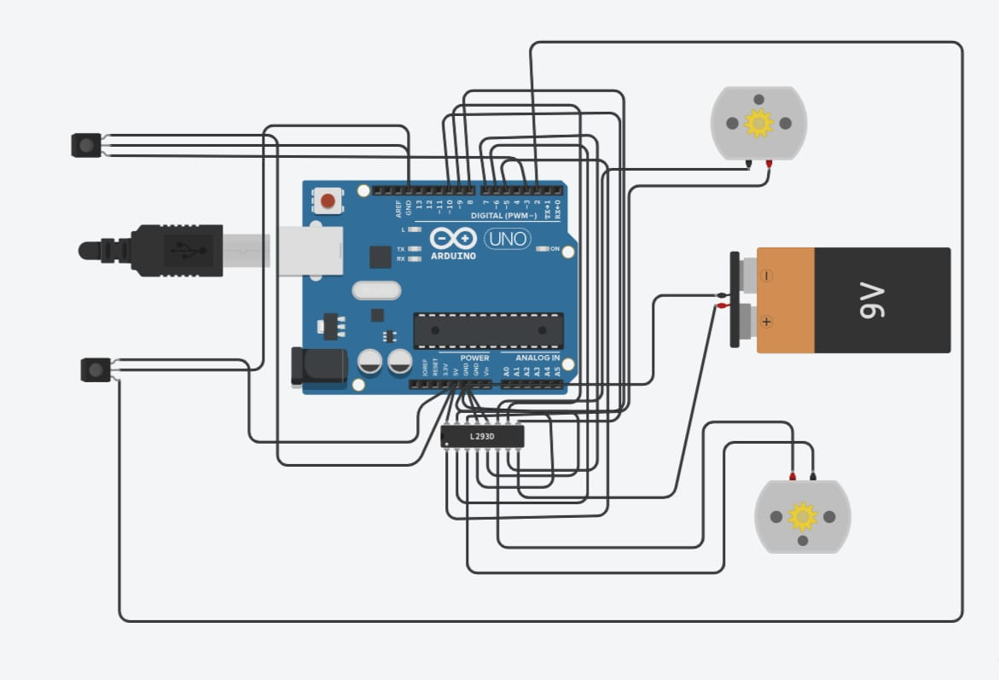 AREF
GND
13
12
~11
~10
~9
8
7
~6
~5
4
~3
2
TX→1
RX←0
DIGITAL (PWM~)
L
TX
RX
ARDUINO
UNO
ON
POWER
ANALOG IN
IOREF
RESET
3.3V
5V
GND
GND
Vin
A0
A1
A2
A3
A4
A5
L293D
9V
−
+